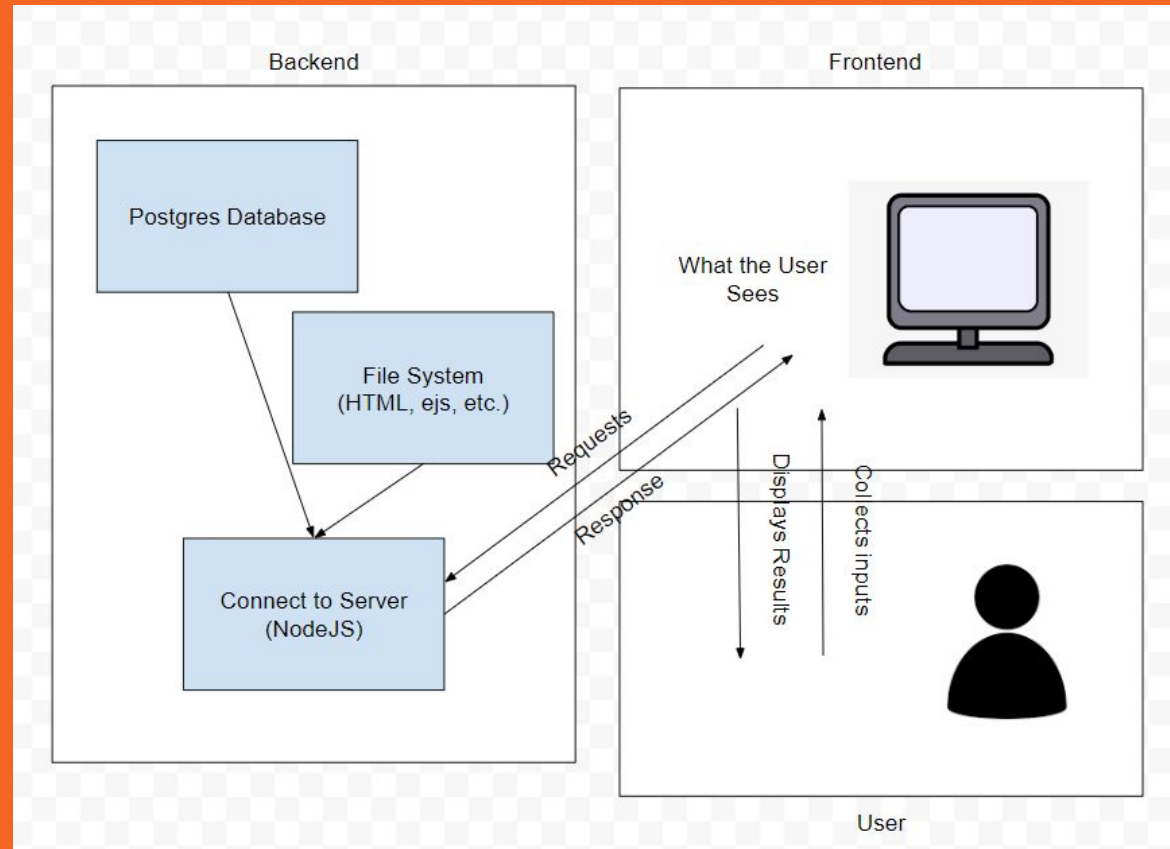 Backend
Postgres Database
File System
(HTML, ejs, etc.)
Connect to Server
(NodeJS)
Requests
Response
Frontend
What the User
Sees
Displays Results
Collects inputs
User